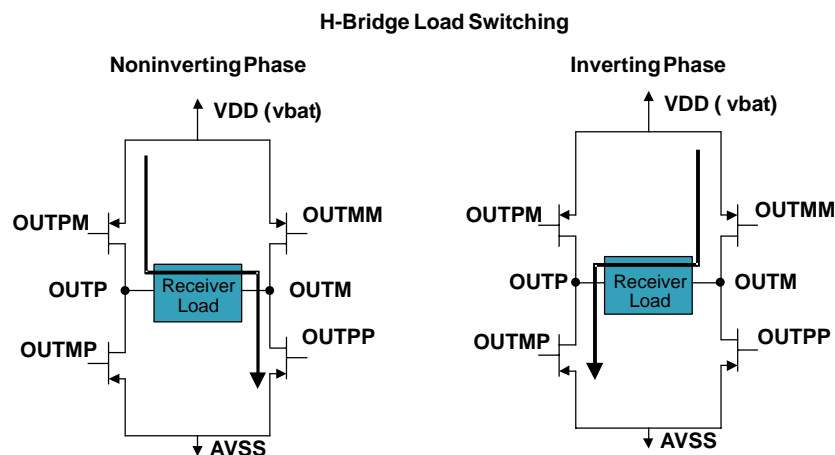 H-Bridge Load Switching
Noninverting Phase
VDD (vbat)
OUTPM
OUTMM
OUTP
Receiver
Load
OUTM
OUTMP
OUTPP
AVSS
Inverting Phase
VDD ( vbat)
OUTPM
OUTMM
OUTP
Receiver
Load
OUTM
OUTMP
OUTPP
AVSS